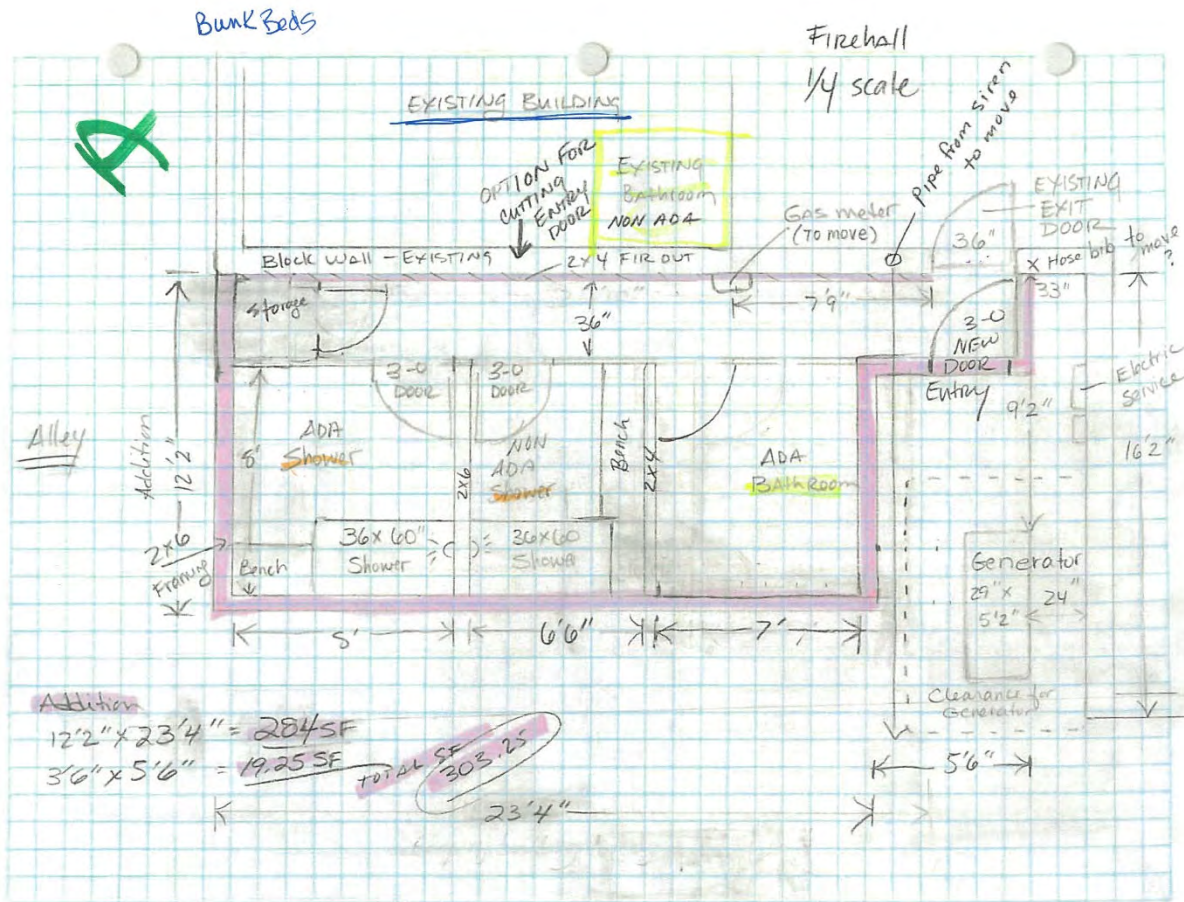 Bunk Beds
Firehall
1/4 scale
EXISTING BUILDING
OPTION FOR
CUTTING
ENTRY
DOOR
EXISTING
Bathroom
NON ADA
Pipe from siren
to move
Gas meter
(to move)
EXISTING
EXIT
DOOR
36"
Block Wall - EXISTING
2x4 FIR OUT
X Hose bib to
move
?
33"
Storage
36"
7'9"
3-0
NEW
DOOR
Entry
3-0
DOOR
3-0
DOOR
Electric
Service
9'2"
16'2"
Alley
Addition
12'2"
8'
ADA
Shower
2x6
NON
ADA
Shower
Bench
2x4
ADA
BAthRoom
2x6
Framing
Bench
36x60"
Shower
36x60
Shower
Generator
29" x
5'2"
24"
8'
6'6"
7'
Clearance for
Generator
5'6"
Addition
12'2" x 23'4" = 284 SF
3'6" x 5'6" = 19.25 SF
TOTAL SF
303.25
23'4"